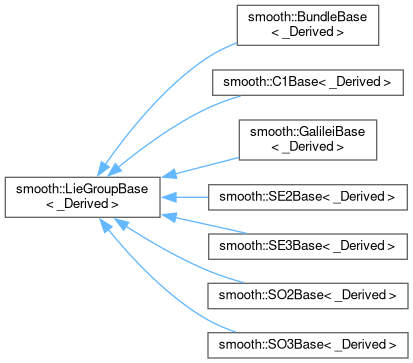 smooth::BundleBase
< _Derived >
smooth::C1Base< _Derived >
smooth::GalileiBase
< _Derived >
smooth::LieGroupBase
< _Derived >
smooth::SE2Base< _Derived >
smooth::SE3Base< _Derived >
smooth::SO2Base< _Derived >
smooth::SO3Base< _Derived >